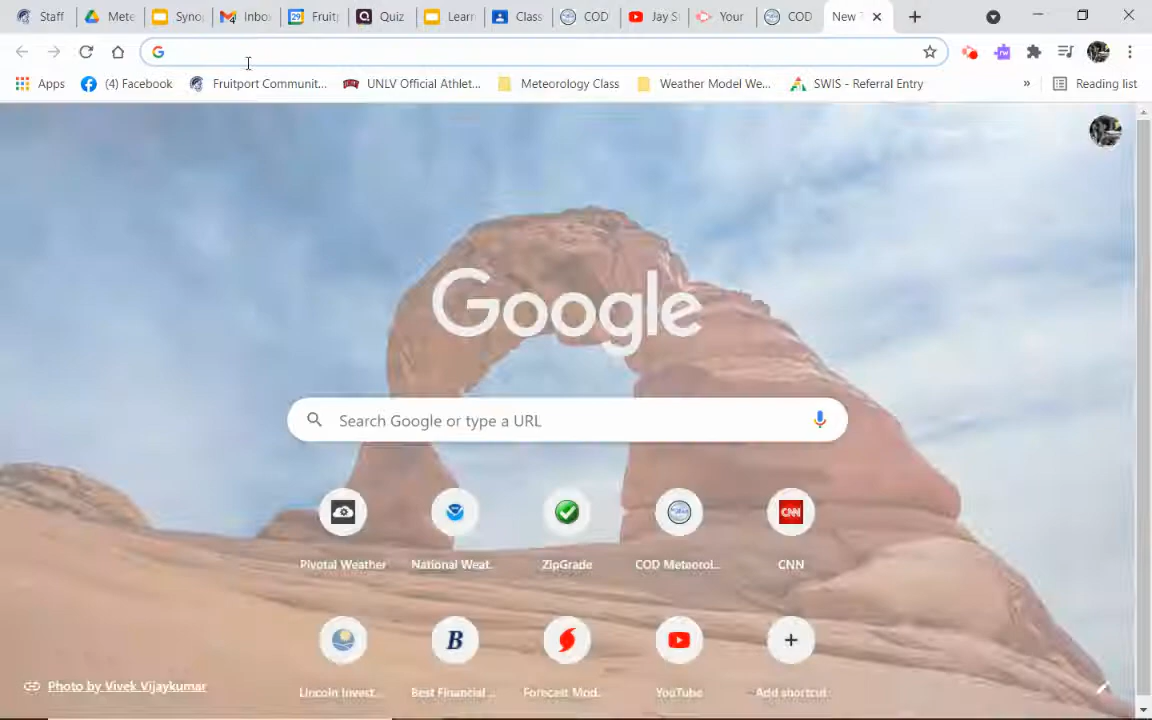 Staff
Mete
Syno
Inbo
29
Fruitp
Quiz
Learn
Class
COD
Jay S
Your
COD
New T
G
Apps
(4) Facebook
Fruitport Communit...
UNLV Official Athlet...
Meteorology Class
Weather Model We...
SWIS - Referral Entry
»
Reading list
Google
Search Google or type a URL
CNN
Pivotal Weather
National Weat...
ZipGrade
COD Meteorol...
CNN
B
Lincoln Invest...
Best Financial ...
Forecast Mod...
YouTube
Add shortcut
Photo by Vivek Vijaykumar